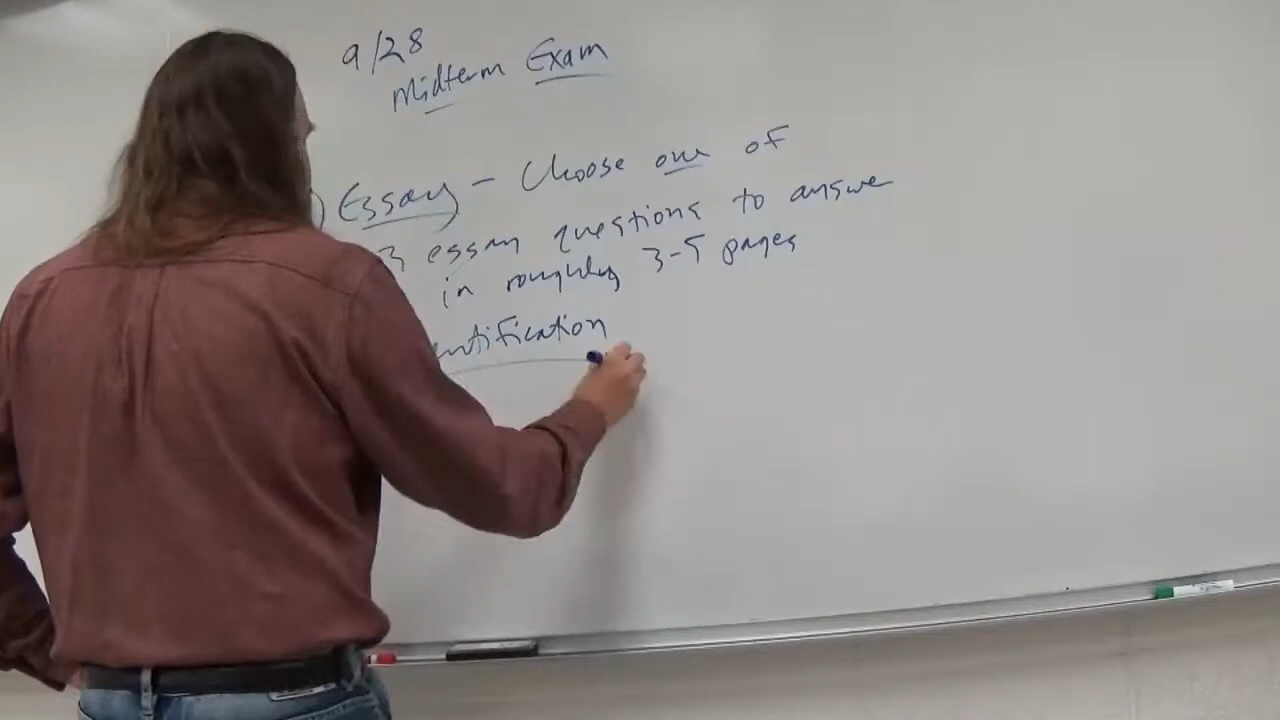 9/28
Midterm Exam
) Essay - Choose one of
3 essay questions to answer
in roughly 3-5 pages
entification